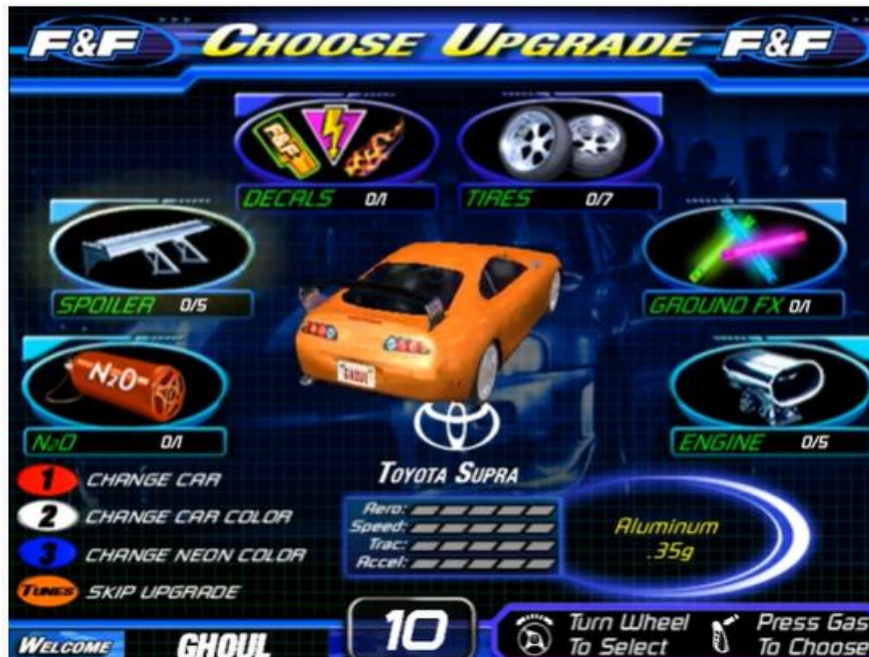 F&F CHOOSE UPGRADE F&F
F&F
DECALS 0/1
TIRES 0/7
SPOILER 0/5
GROUND FX 0/1
N2O
N2O 0/1
ENGINE 0/5
GHOUL
TOYOTA SUPRA
1 CHANGE CAR
2 CHANGE CAR COLOR
3 CHANGE NEON COLOR
TUNES SKIP UPGRADE
Aero:
Speed:
Trac:
Accel:
Aluminum
.35g
WELCOME GHOUL
10
Turn Wheel
To Select
Press Gas
To Choose